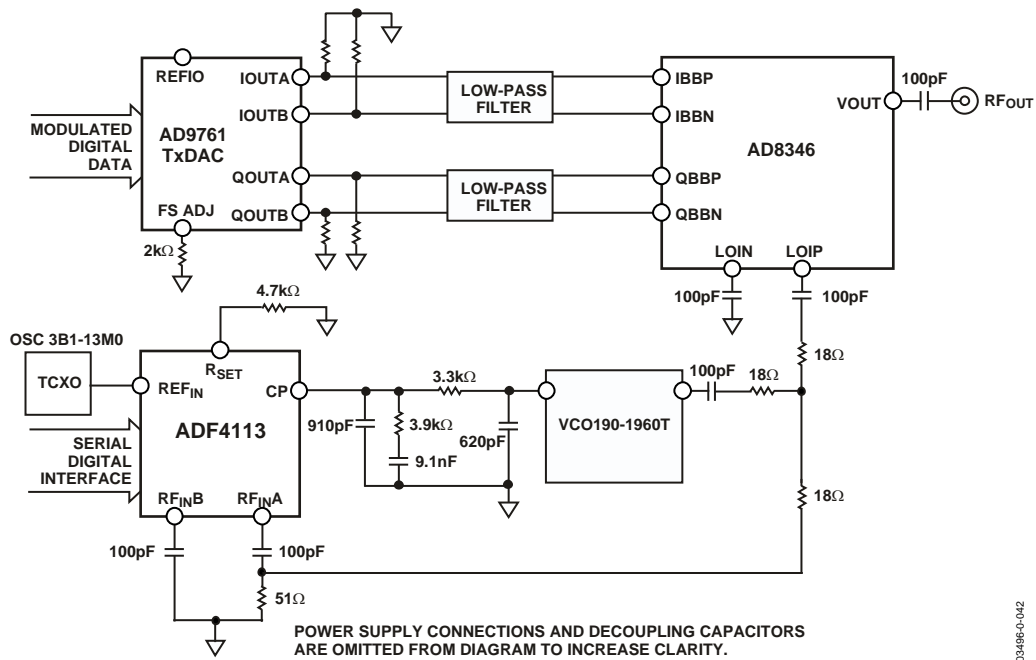 REFIO
IOUTA
IOUTB
QOUTA
QOUTB
FS ADJ
MODULATED
DIGITAL
DATA
AD9761
TxDAC
2kΩ
LOW-PASS
FILTER
LOW-PASS
FILTER
IBBP
IBBN
QBBP
QBBN
AD8346
VOUT
100pF
RFOUT
LOIN
LOIP
100pF
100pF
18Ω
4.7kΩ
OSC 3B1-13M0
TCXO
RSET
REFIN
CP
ADF4113
SERIAL
DIGITAL
INTERFACE
RFINB
RFINA
3.3kΩ
910pF
3.9kΩ
9.1nF
620pF
VCO190-1960T
100pF
18Ω
18Ω
100pF
100pF
51Ω
POWER SUPPLY CONNECTIONS AND DECOUPLING CAPACITORS
ARE OMITTED FROM DIAGRAM TO INCREASE CLARITY.
03496-0-042